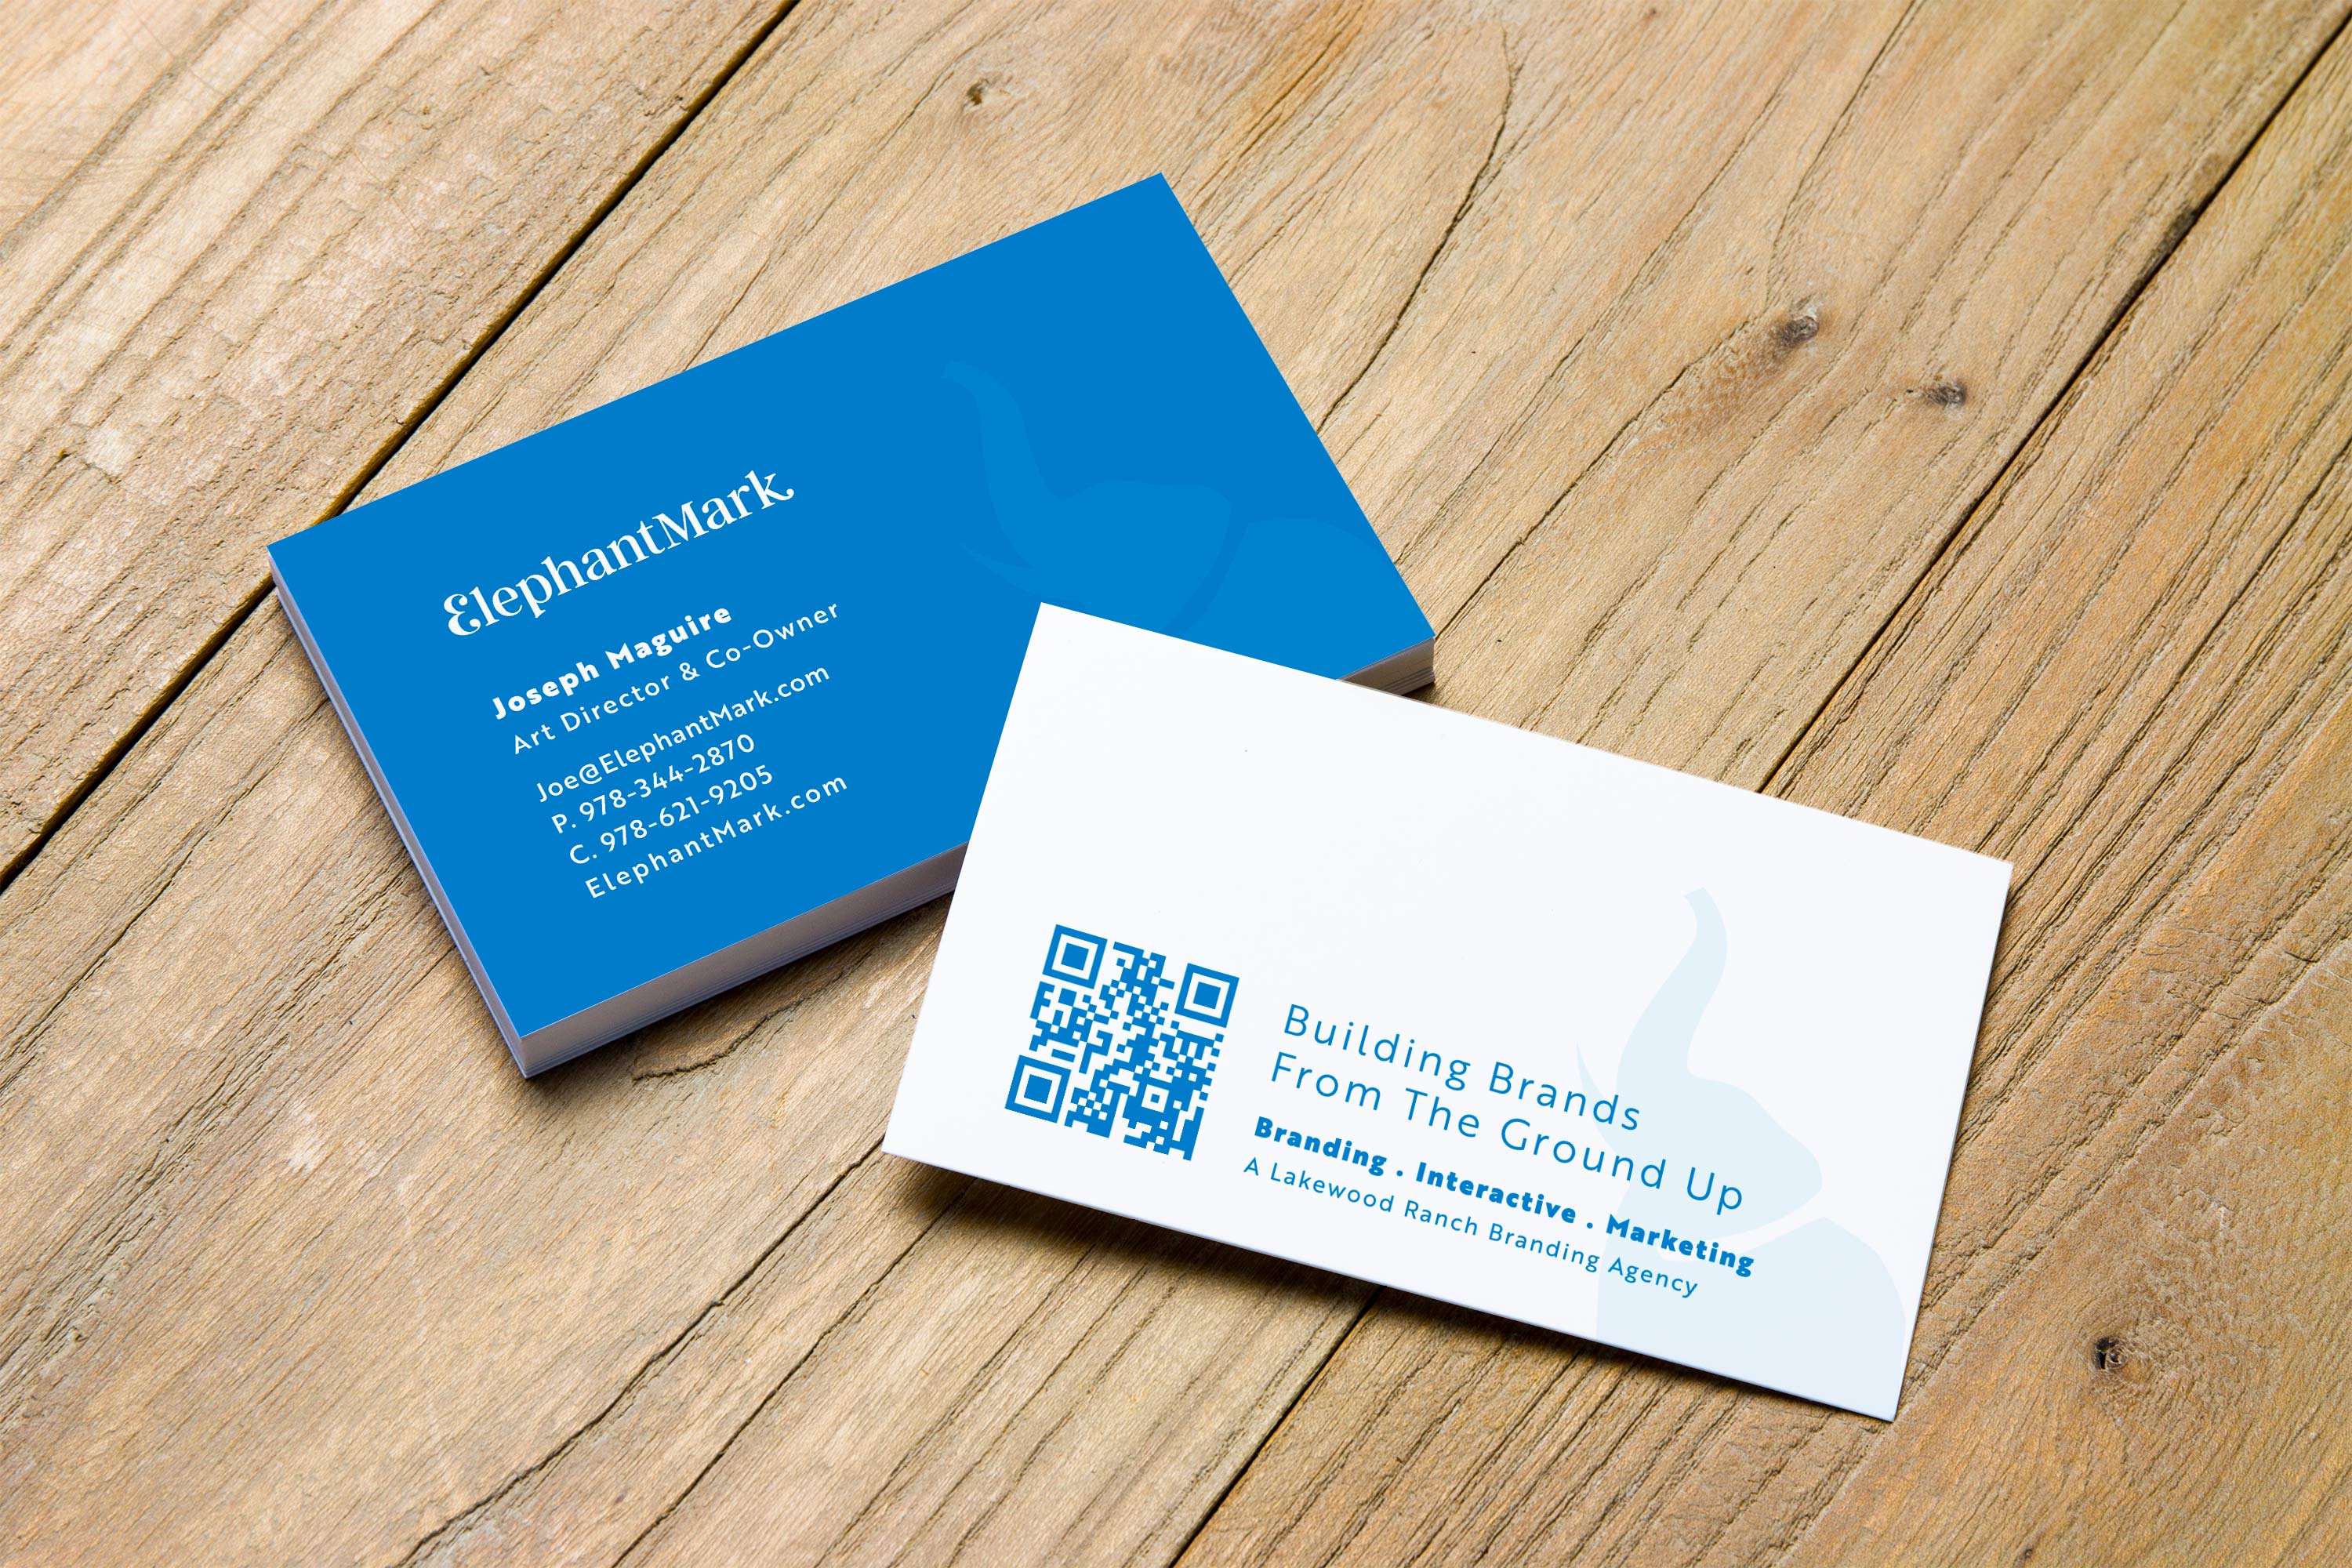 ElephantMark
Joseph Maguire
Art Director & Co-Owner
Joe@ElephantMark.com
P. 978-344-2870
C. 978-621-9205
ElephantMark.com
Building Brands
From The Ground Up
Branding . Interactive . Marketing
A Lakewood Ranch Branding Agency